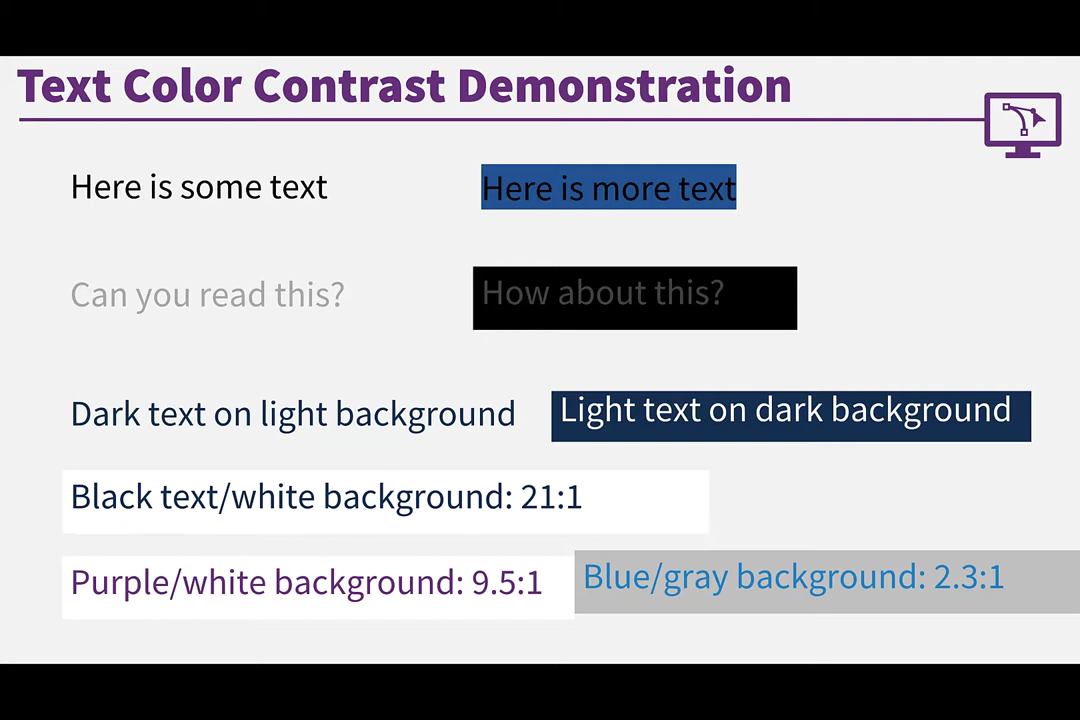 Text Color Contrast Demonstration
Here is some text
Here is more text
Can you read this?
How about this?
Dark text on light background
Light text on dark background
Black text/white background: 21:1
Purple/white background: 9.5:1
Blue/gray background: 2.3:1